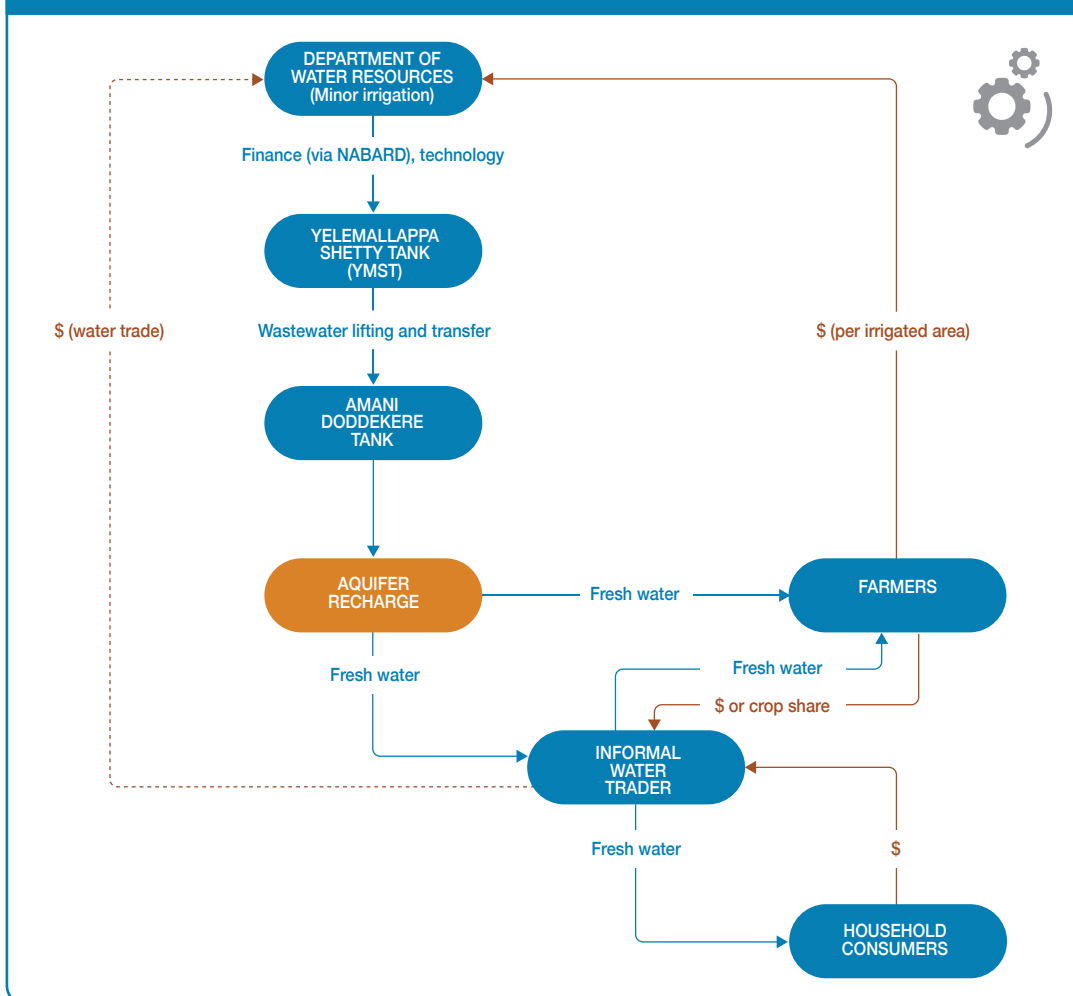 DEPARTMENT OF
WATER RESOURCES
(Minor irrigation)
Finance (via NABARD), technology
YELEMALLAPPA
SHETTY TANK
(YMST)
$ (water trade)
Wastewater lifting and transfer
$ (per irrigated area)
AMANI
DODDEKERE
TANK
AQUIFER
RECHARGE
Fresh water
FARMERS
Fresh water
Fresh water
$ or crop share
INFORMAL
WATER
TRADER
Fresh water
$
HOUSEHOLD
CONSUMERS